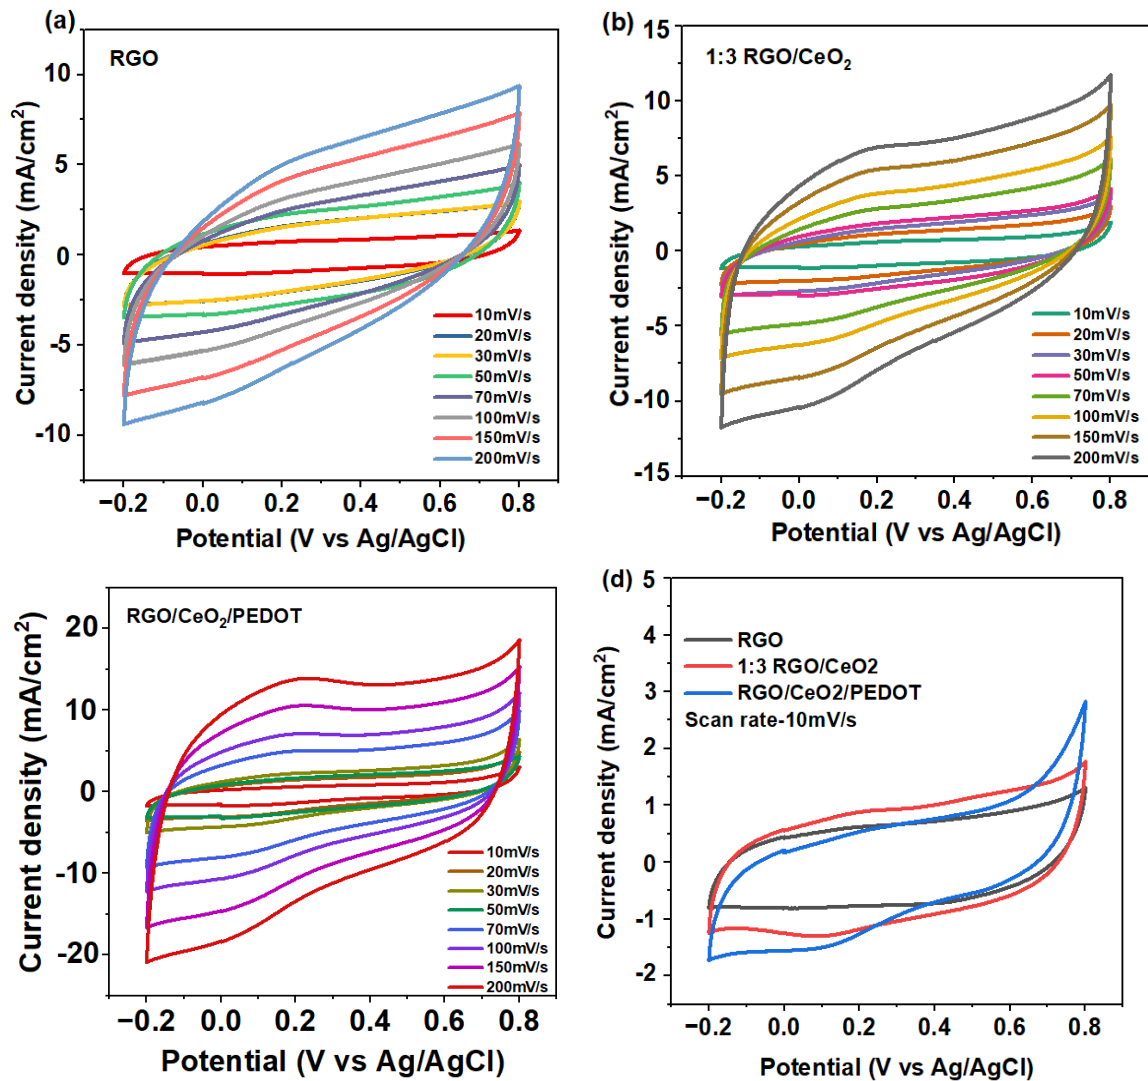 (a)
RGO
Current density (mA/cm²)
10
5
0
-5
-10
10mV/s
20mV/s
30mV/s
50mV/s
70mV/s
100mV/s
150mV/s
200mV/s
−0.2 0.0 0.2 0.4 0.6 0.8
Potential (V vs Ag/AgCl)
(b)
1:3 RGO/CeO₂
Current density (mA/cm²)
15
10
5
0
-5
-10
-15
10mV/s
20mV/s
30mV/s
50mV/s
70mV/s
100mV/s
150mV/s
200mV/s
−0.2 0.0 0.2 0.4 0.6 0.8
Potential (V vs Ag/AgCl)
RGO/CeO₂/PEDOT
Current density (mA/cm²)
20
10
0
-10
-20
10mV/s
20mV/s
30mV/s
50mV/s
70mV/s
100mV/s
150mV/s
200mV/s
−0.2 0.0 0.2 0.4 0.6 0.8
Potential (V vs Ag/AgCl)
(d)
RGO
1:3 RGO/CeO2
RGO/CeO2/PEDOT
Scan rate-10mV/s
Current density (mA/cm²)
5
4
3
2
1
0
-1
-2
−0.2 0.0 0.2 0.4 0.6 0.8
Potential (V vs Ag/AgCl)